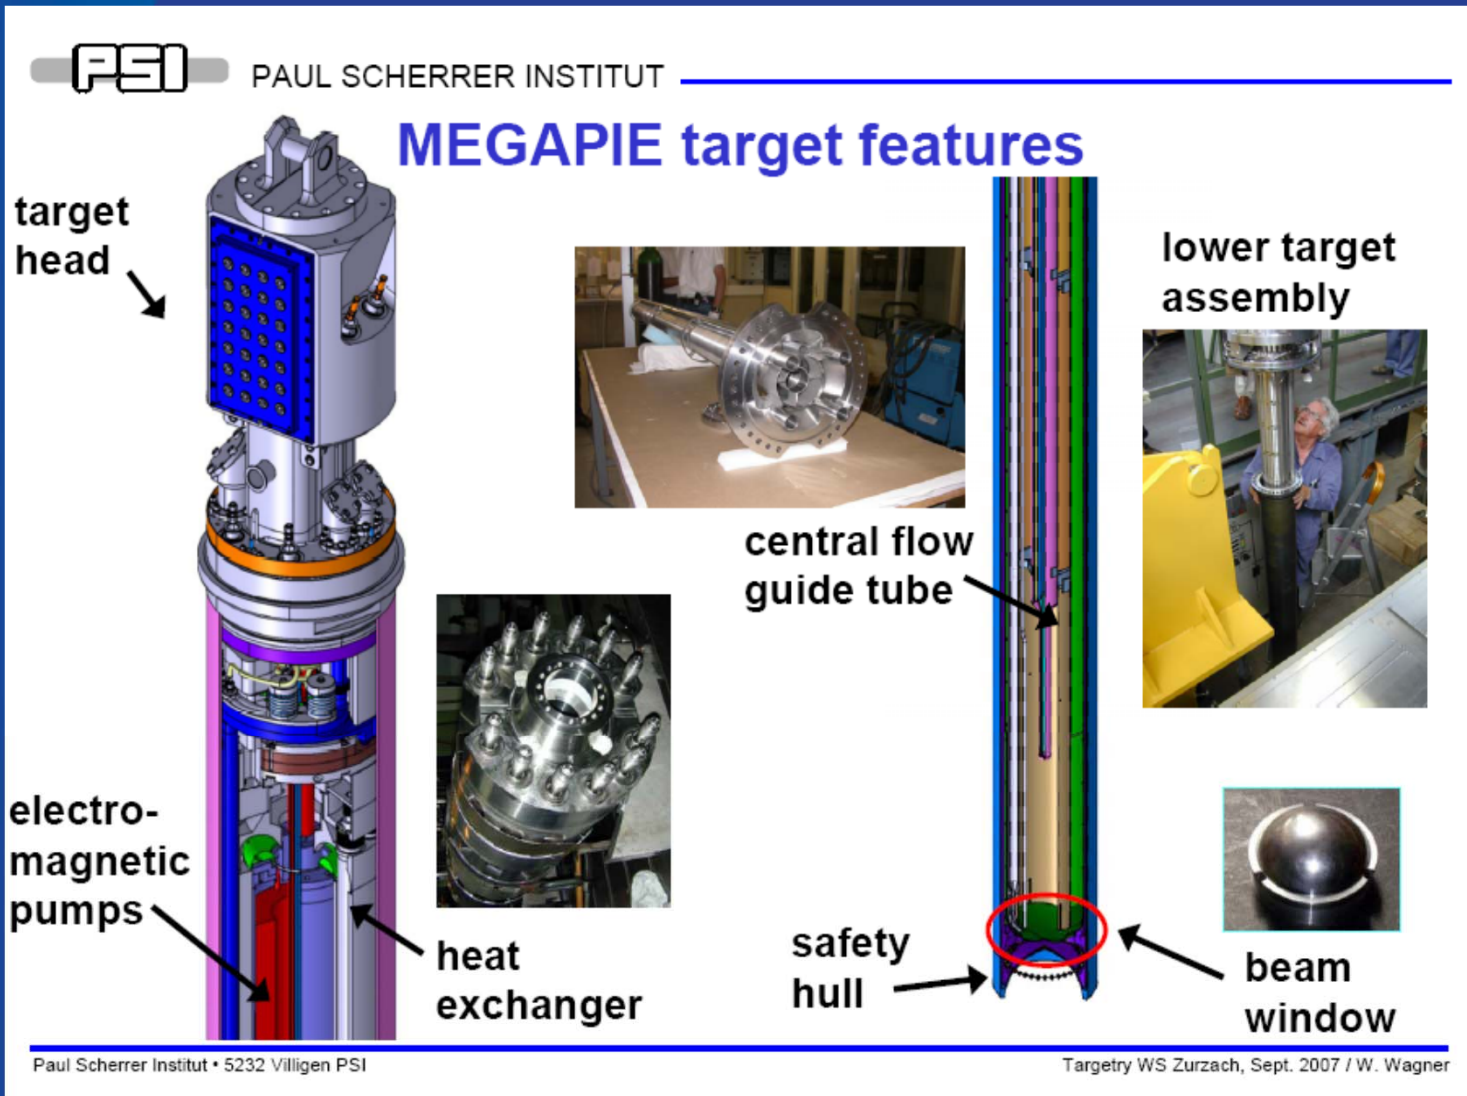 PSI
PAUL SCHERRER INSTITUT
MEGAPIE target features
target
head
lower target
assembly
central flow
guide tube
electro-
magnetic
pumps
heat
exchanger
safety
hull
beam
window
Paul Scherrer Institut • 5232 Villigen PSI
Targetry WS Zurzach, Sept. 2007 / W. Wagner